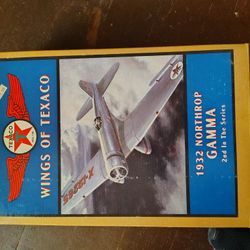 WINGS OF TEXACO
TEXACO
1932 NORTHROP
GAMMA
2nd In The Series